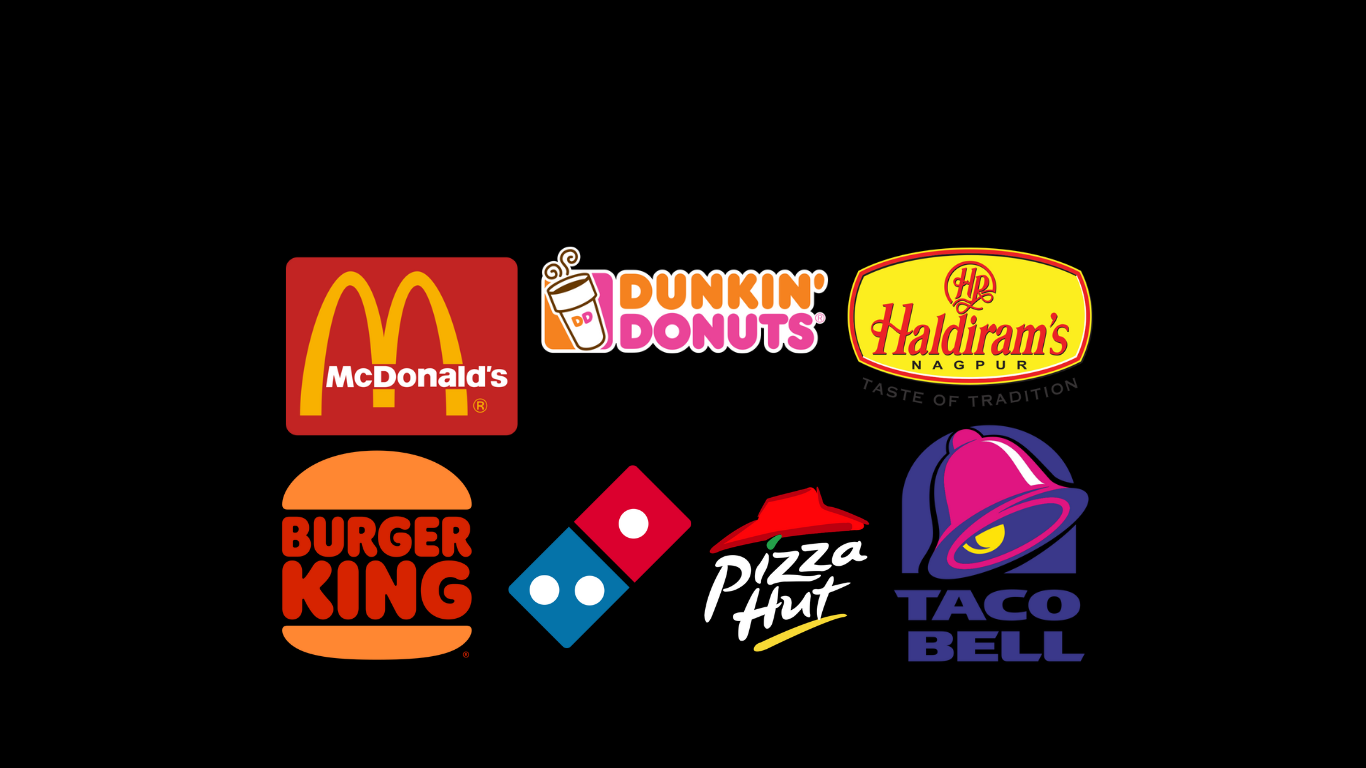 McDonald's
®
DUNKIN'
DONUTS®
DD
HR
Haldiram's
NAGPUR
TASTE OF TRADITION
BURGER
KING
®
Pizza
Hut
TACO
BELL